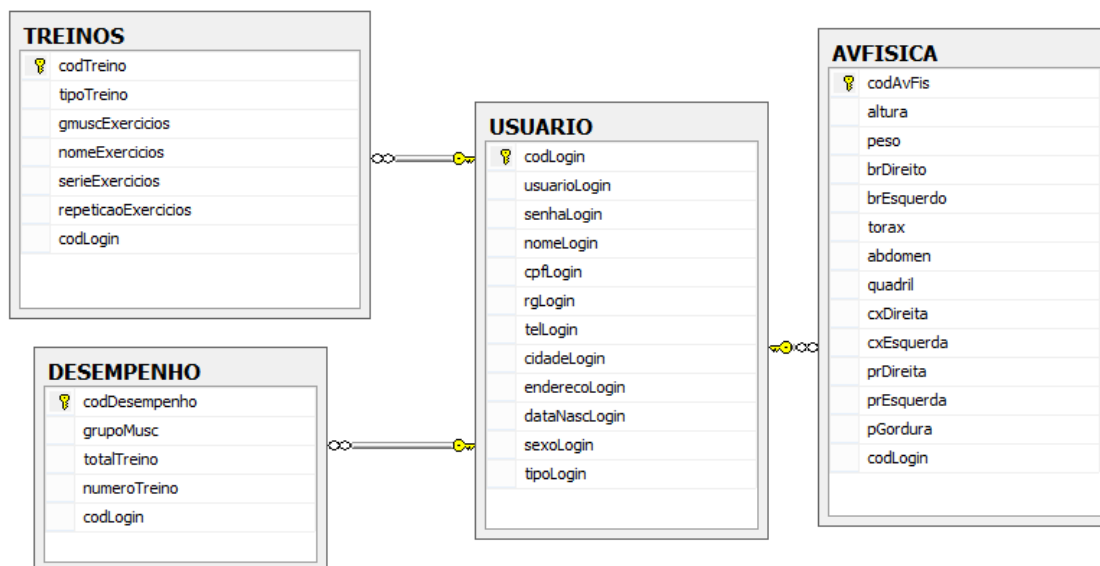 TREINOS
codTreino
tipoTreino
gmuscExercicios
nomeExercicios
serieExercicios
repeticaoExercicios
codLogin
DESEMPENHO
codDesempenho
grupoMusc
totalTreino
numeroTreino
codLogin
USUARIO
codLogin
usuarioLogin
senhaLogin
nomeLogin
cpfLogin
rgLogin
telLogin
cidadeLogin
enderecoLogin
dataNascLogin
sexoLogin
tipoLogin
AVFISICA
codAvFis
altura
peso
brDireito
brEsquerdo
torax
abdomen
quadril
cxDireita
cxEsquerda
prDireita
prEsquerda
pGordura
codLogin